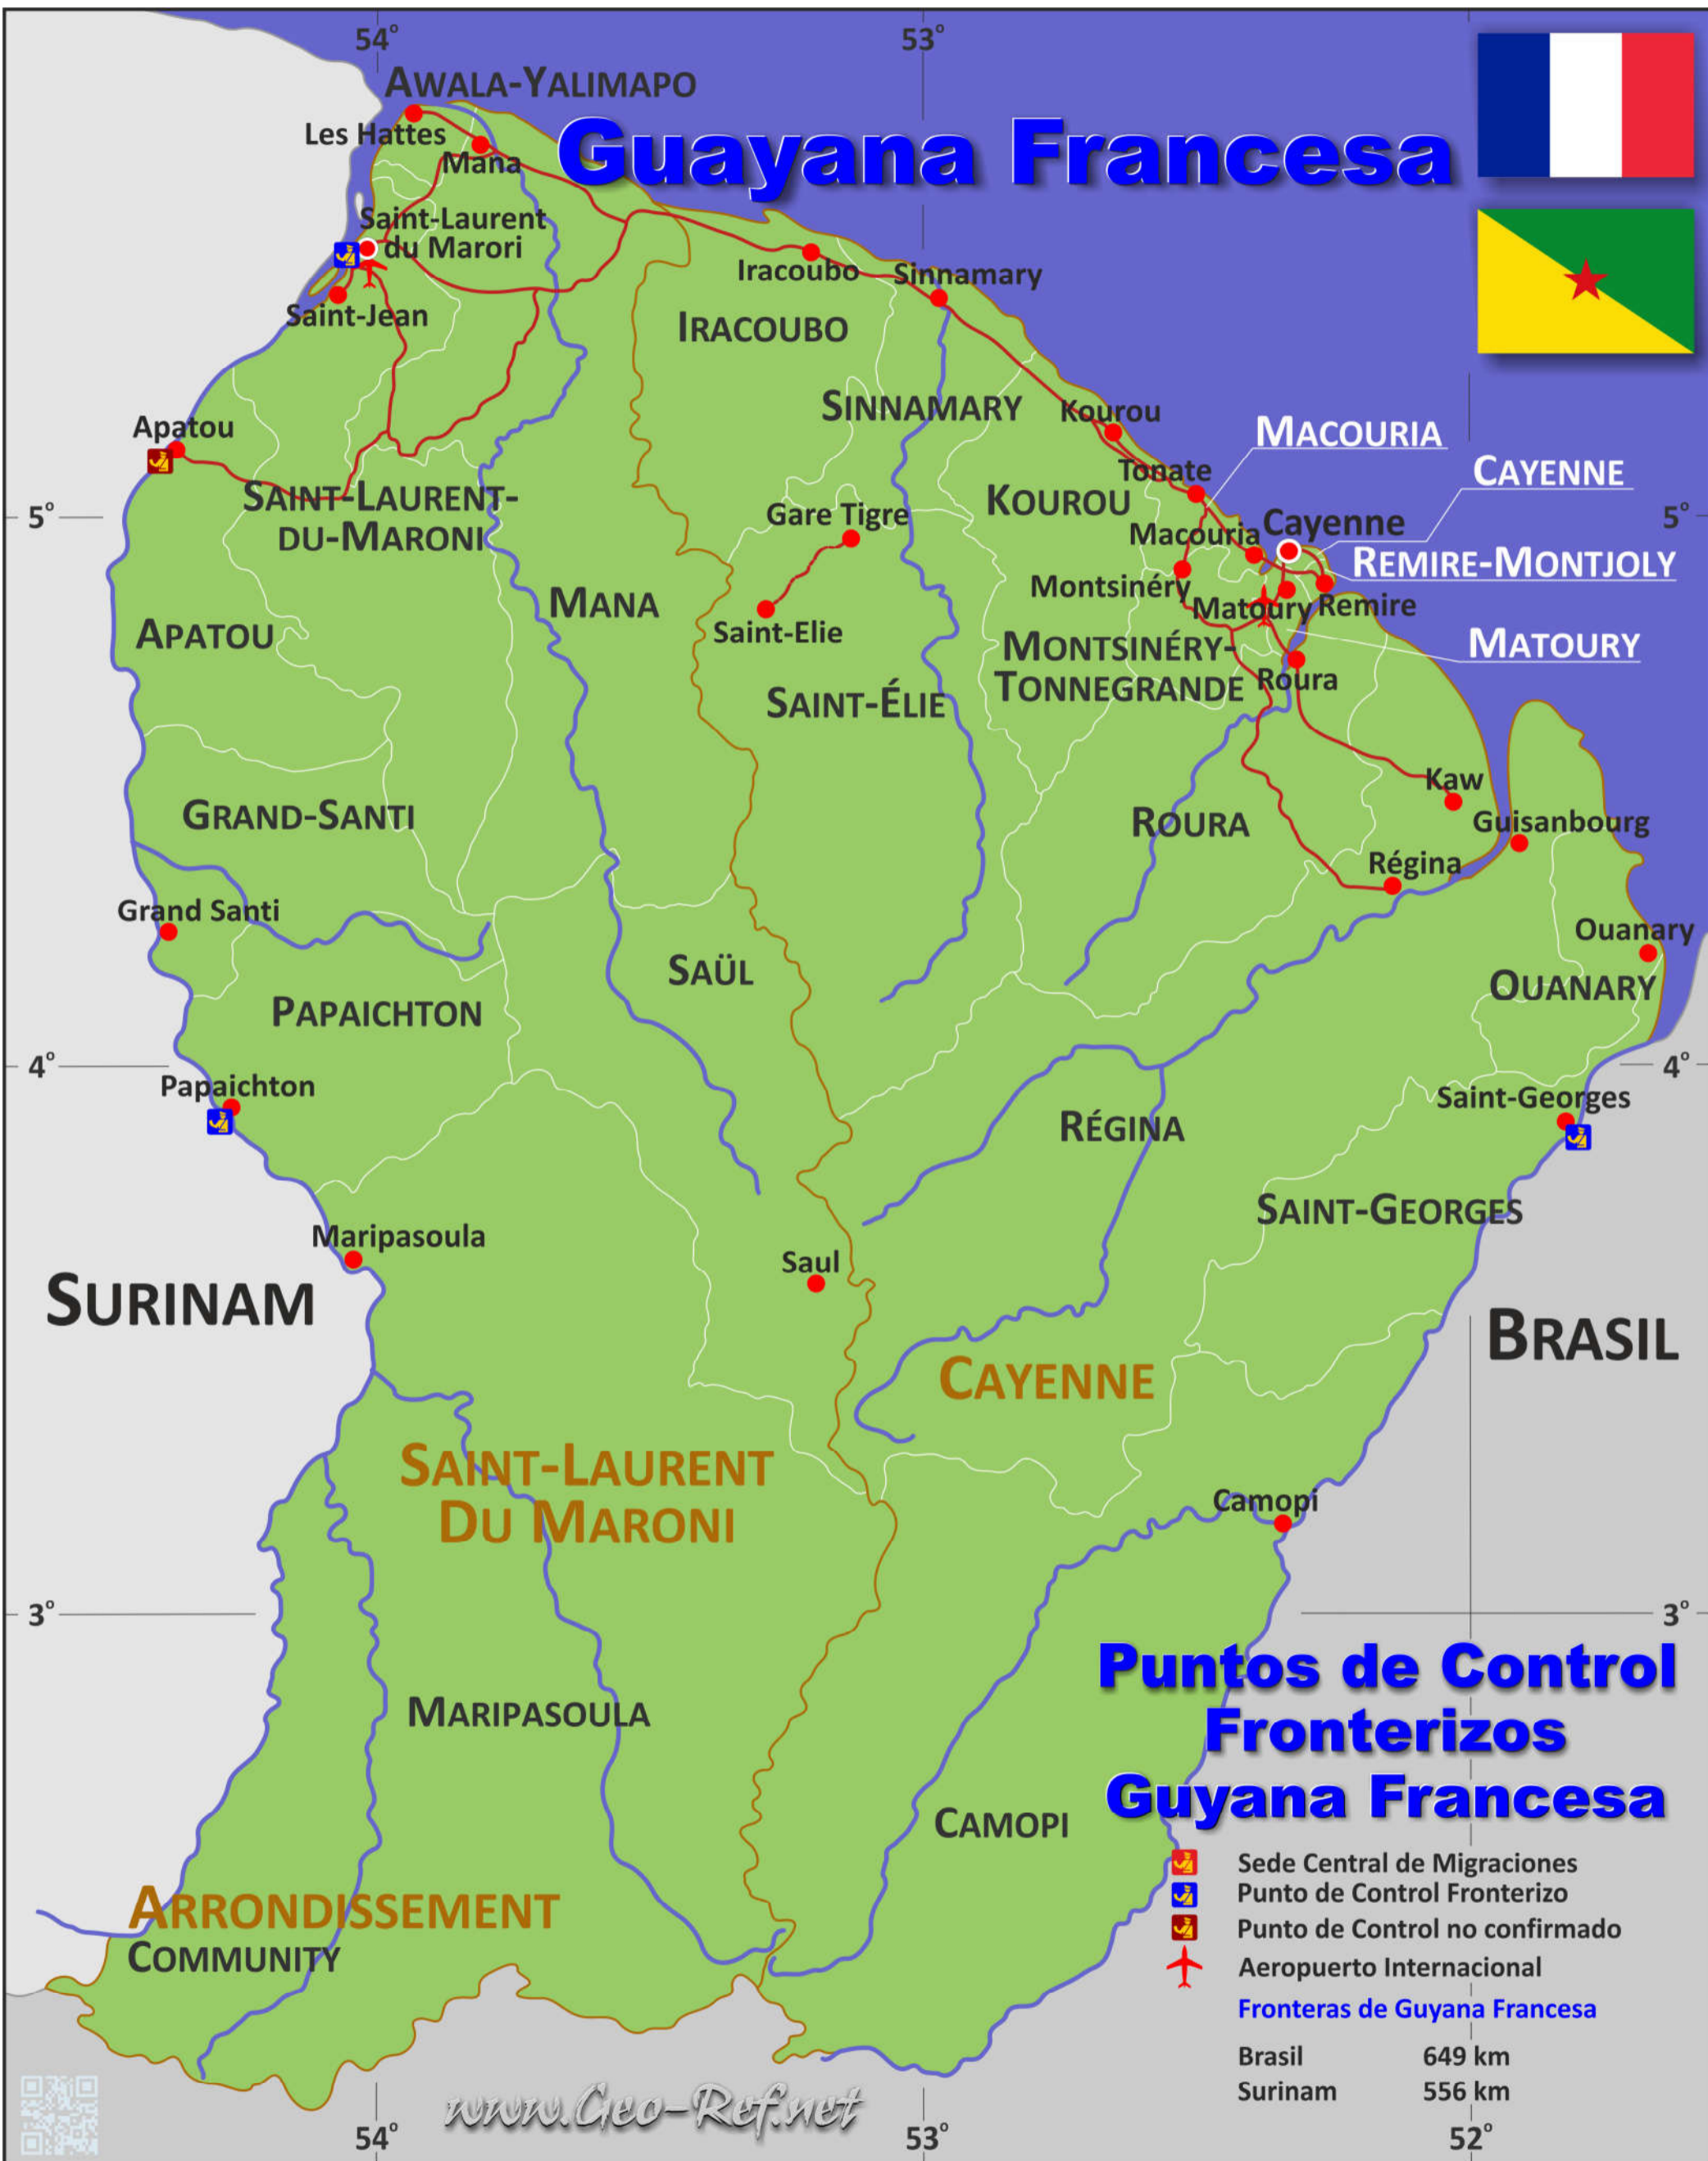 54°
53°
AWALA-YALIMAPO
Les Hattes
Mana
Guayana Francesa
Saint-Laurent
du Marori
Saint-Jean
Iracoubo
Sinnamary
IRACOUBO
SINNAMARY
Kourou
MACOURIA
Apatou
Tonate
CAYENNE
SAINT-LAURENT-
DU-MARONI
5°
5°
Gare Tigre
KOUROU
Macouria
Cayenne
REMIRE-MONTJOLY
Montsinéry
Matoury
Remire
MANA
APATOU
Saint-Elie
MONTSINÉRY-
TONNEGRANDE
MATOURY
Roura
SAINT-ÉLIE
Kaw
GRAND-SANTI
ROURA
Guisanbourg
Régina
Grand Santi
Ouanary
SAÜL
OUANARY
PAPAICHTON
4°
4°
Papaichton
Saint-Georges
RÉGINA
SAINT-GEORGES
Maripasoula
Saul
SURINAM
BRASIL
CAYENNE
SAINT-LAURENT
DU MARONI
Camopi
3°
3°
MARIPASOULA
CAMOPI
Puntos de Control
Fronterizos
Guyana Francesa
Sede Central de Migraciones
Punto de Control Fronterizo
Punto de Control no confirmado
Aeropuerto Internacional
Fronteras de Guyana Francesa
Brasil 649 km
Surinam 556 km
ARRONDISSEMENT
COMMUNITY
www.Geo-Ref.net
54°
53°
52°